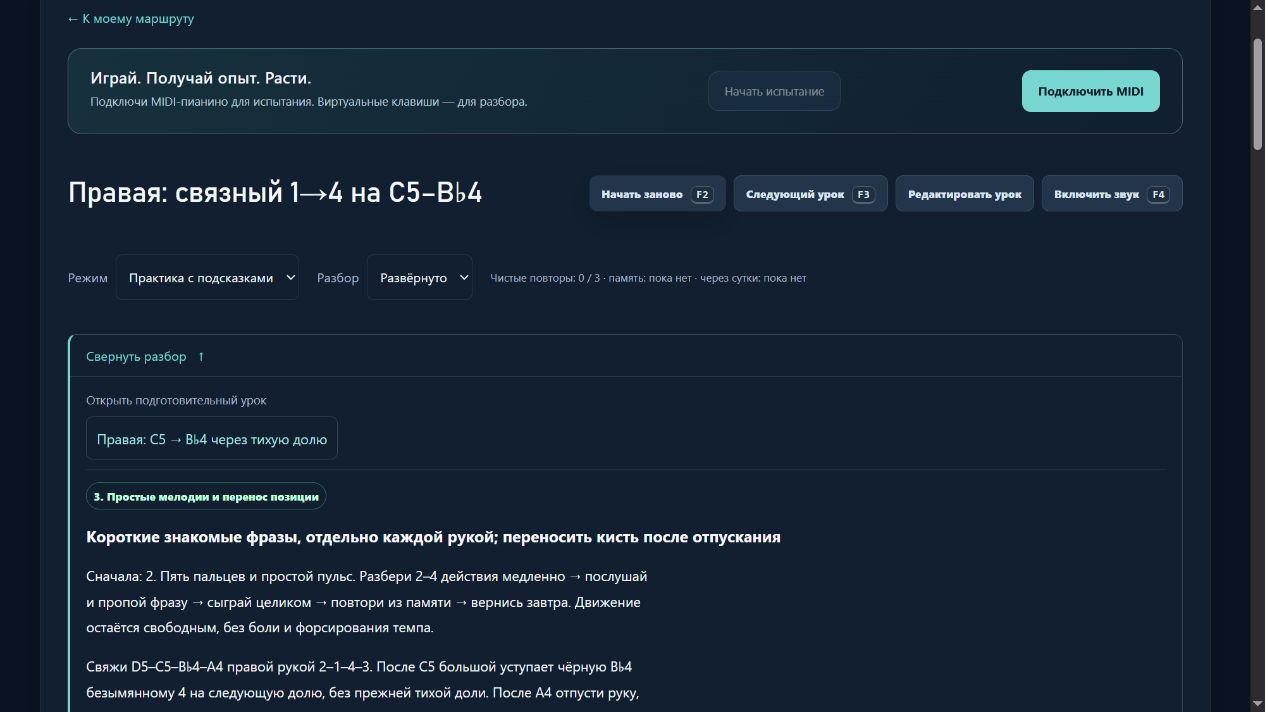 ← К моему маршруту
Играй. Получай опыт. Расти.
Подключи MIDI-пианино для испытания. Виртуальные клавиши — для разбора.
Начать испытание
Подключить MIDI
Правая: связный 1→4 на C5–B♭4
Начать заново F2
Следующий урок F3
Редактировать урок
Включить звук F4
Режим
Практика с подсказками
Разбор
Развёрнуто
Чистые повторы: 0 / 3 · память: пока нет · через сутки: пока нет
Свернуть разбор ↑
Открыть подготовительный урок
Правая: C5 → B♭4 через тихую долю
3. Простые мелодии и перенос позиции
Короткие знакомые фразы, отдельно каждой рукой; переносить кисть после отпускания
Сначала: 2. Пять пальцев и простой пульс. Разбери 2–4 действия медленно → послушай
и пропой фразу → сыграй целиком → повтори из памяти → вернись завтра. Движение
остаётся свободным, без боли и форсирования темпа.
Свяжи D5–C5–B♭4–A4 правой рукой 2–1–4–3. После C5 большой уступает чёрную B♭4
безымянному 4 на следующую долю, без прежней тихой доли. После A4 отпусти руку,